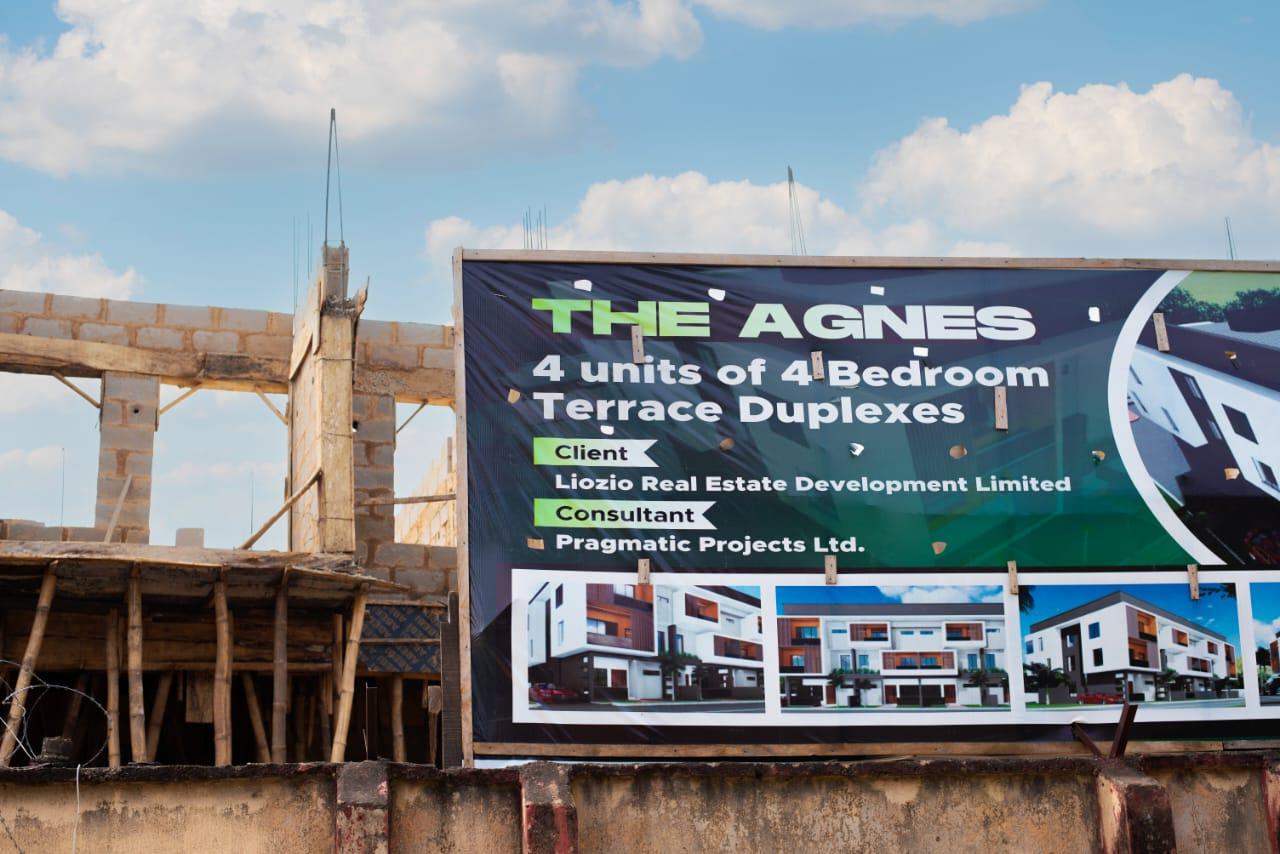 THE AGNES
4 units of 4 Bedroom
Terrace Duplexes
Client
Liozio Real Estate Development Limited
Consultant
Pragmatic Projects Ltd.